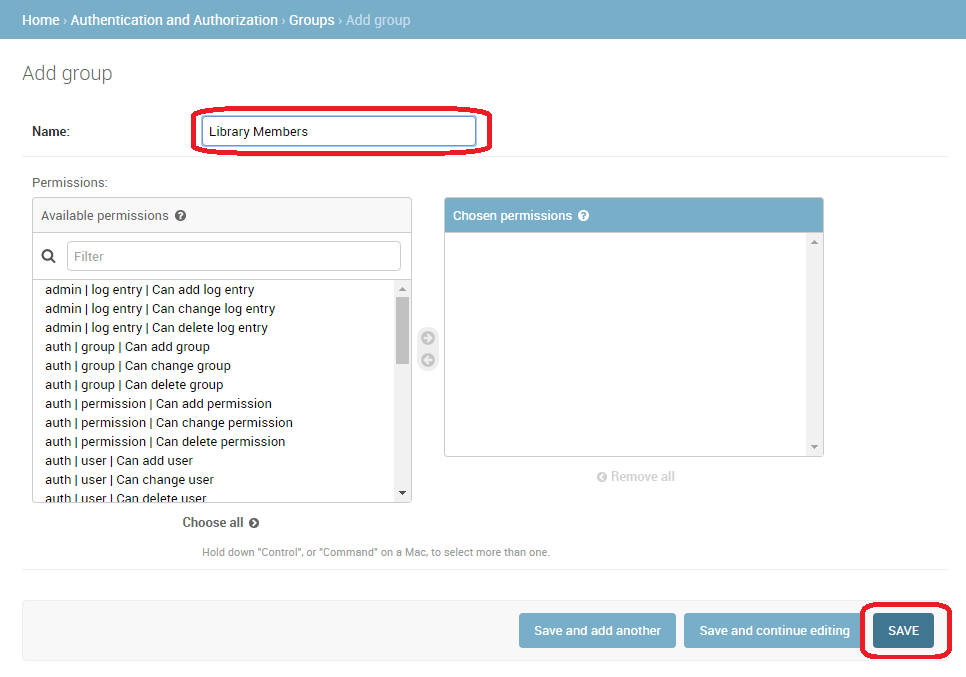 Home › Authentication and Authorization › Groups › Add group
Add group
Name:
Library Members
Permissions:
Available permissions ?
Chosen permissions ?
Filter
admin | log entry | Can add log entry
admin | log entry | Can change log entry
admin | log entry | Can delete log entry
auth | group | Can add group
auth | group | Can change group
auth | group | Can delete group
auth | permission | Can add permission
auth | permission | Can change permission
auth | permission | Can delete permission
auth | user | Can add user
auth | user | Can change user
auth | user | Can delete user
Remove all
Choose all
Hold down "Control", or "Command" on a Mac, to select more than one.
Save and add another
Save and continue editing
SAVE